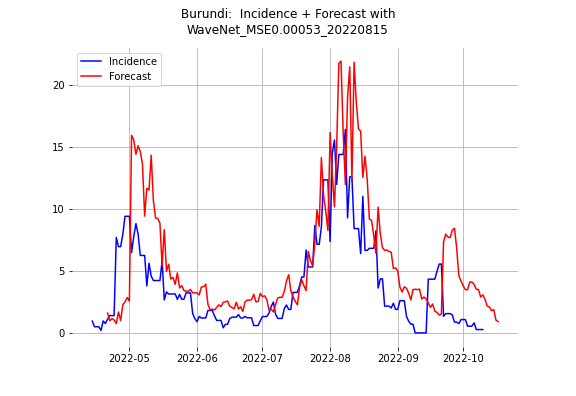 Burundi:  Incidence + Forecast with
WaveNet_MSE0.00053_20220815
Incidence
Forecast
20
15
10
5
0
2022-05 2022-06 2022-07 2022-08 2022-09 2022-10